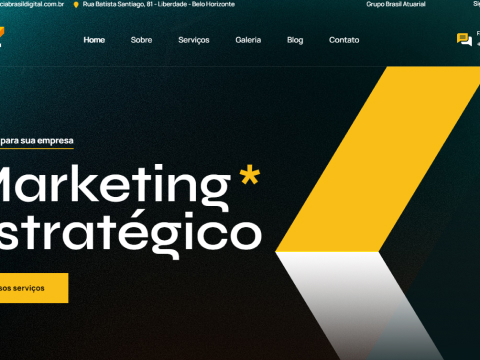 ciabrasildigital.com.br
Rua Batista Santiago, 81 - Liberdade - Belo Horizonte
Grupo Brasil Atuarial
Home
Sobre
Serviços
Galeria
Blog
Contato
para sua empresa
Marketing*
stratégico
sos serviços